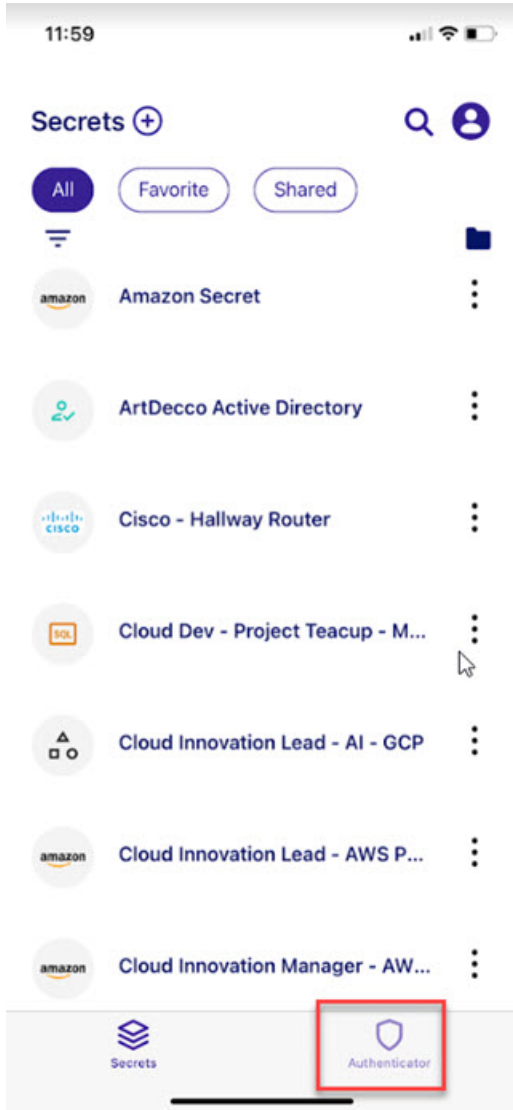 11:59
Secrets
All
Favorite
Shared
amazon
Amazon Secret
ArtDecco Active Directory
CISCO
Cisco - Hallway Router
SQL
Cloud Dev - Project Teacup - M...
Cloud Innovation Lead - AI - GCP
amazon
Cloud Innovation Lead - AWS P...
amazon
Cloud Innovation Manager - AW...
Secrets
Authenticator